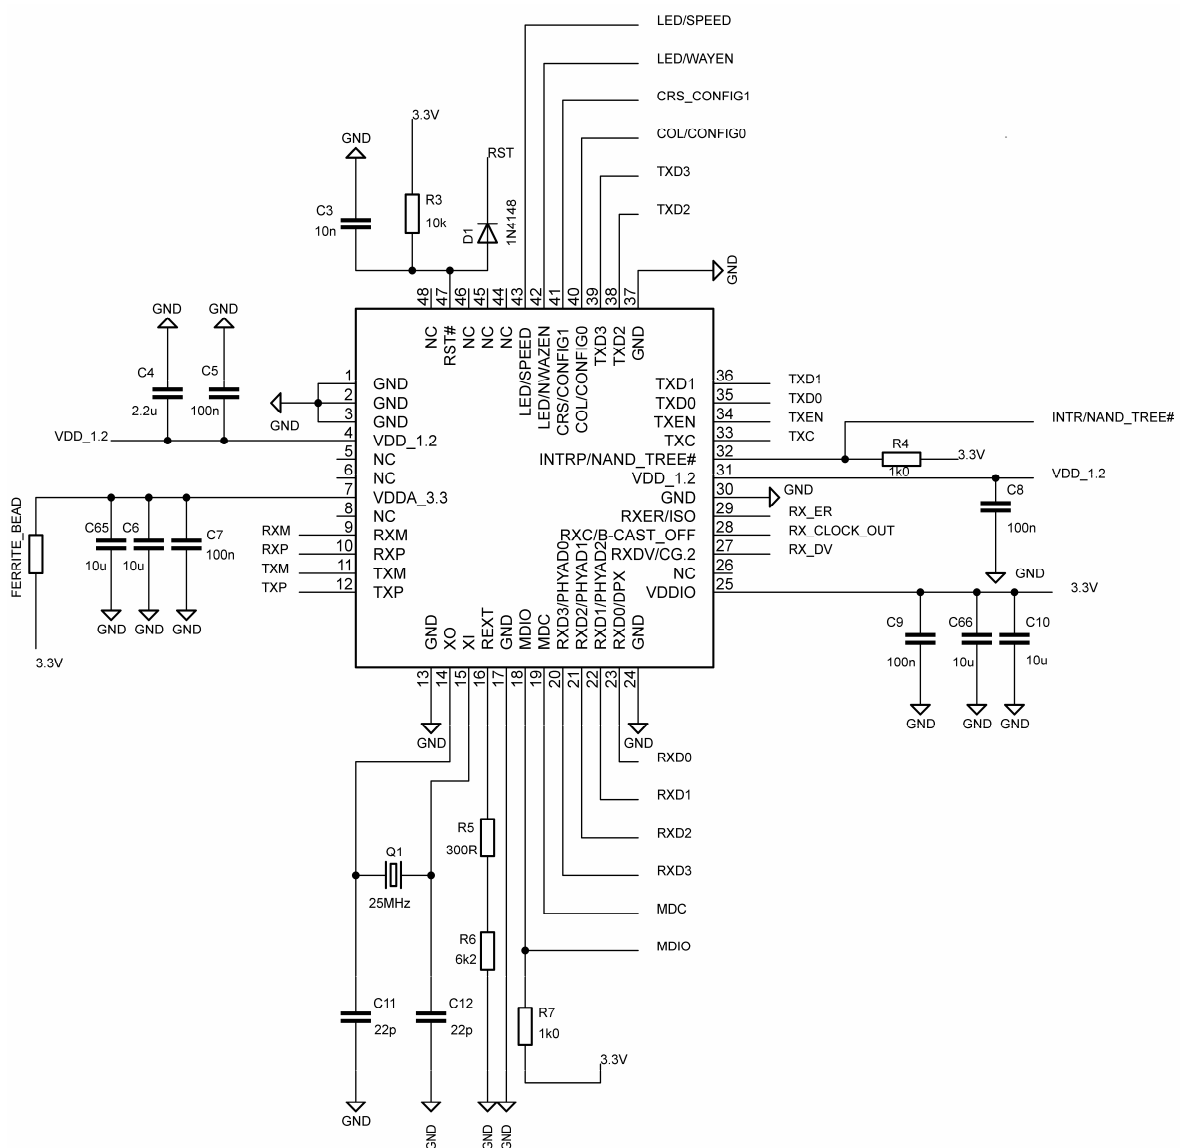 LED/SPEED
LED/WAYEN
CRS_CONFIG1
3.3V
COL/CONFIG0
GND
RST
TXD3
R3
10k
C3
10n
D1
1N4148
TXD2
GND
48 47 46 45 44 43 42 41 40 39 38 37
NC RST# NC NC NC LED/SPEED LED/NWAZEN CRS/CONFIG1 COL/CONFIG0 TXD3 TXD2 GND
GND GND
C4 C5
2.2u 100n
GND
VDD_1.2
1 GND
2 GND
3 GND
4 VDD_1.2
5 NC
6 NC
7 VDDA_3.3
8 NC
RXM 9 RXM
RXP 10 RXP
TXM 11 TXM
TXP 12 TXP
FERRITE_BEAD
C65 C6 C7
10u 10u 100n
GND GND GND
3.3V
TXD1 36 TXD1
TXD0 35 TXD0
TXEN 34 TXEN
TXC 33 TXC
INTRP/NAND_TREE# 32
VDD_1.2 31
GND 30 GND
RXER/ISO 29 RX_ER
RXC/B-CAST_OFF 28 RX_CLOCK_OUT
RXDV/CG.2 27 RX_DV
NC 26
VDDIO 25
INTR/NAND_TREE#
R4
1k0
3.3V
VDD_1.2
C8
100n
GND
3.3V
C9 C66 C10
100n 10u 10u
GND GND GND
GND XO XI REXT GND MDIO MDC RXD3/PHYAD0 RXD2/PHYAD1 RXD1/PHYAD2 RXD0/DPX GND
13 14 15 16 17 18 19 20 21 22 23 24
GND GND
RXD0
RXD1
R5
300R
RXD2
Q1
25MHz
RXD3
MDC
R6
6k2
MDIO
C11 C12
22p 22p
R7
1k0
3.3V
GND GND GND GND